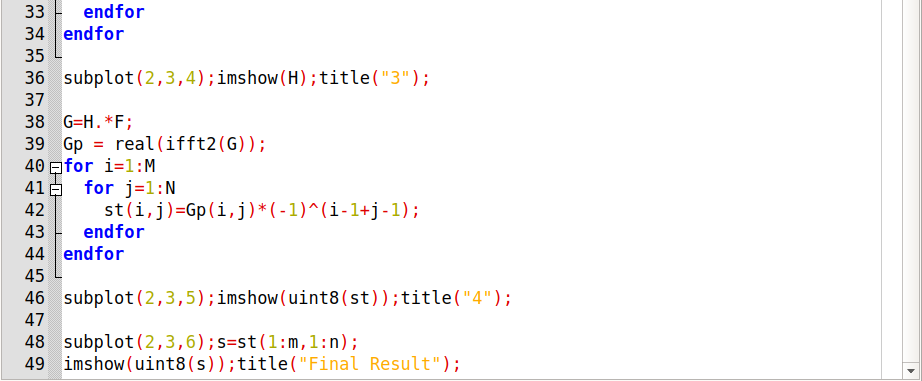 33 endfor
34 endfor
35
36 subplot(2,3,4);imshow(H);title("3");
37
38 G=H.*F;
39 Gp = real(ifft2(G));
40 for i=1:M
41 for j=1:N
42 st(i,j)=Gp(i,j)*(-1)^(i-1+j-1);
43 endfor
44 endfor
45
46 subplot(2,3,5);imshow(uint8(st));title("4");
47
48 subplot(2,3,6);s=st(1:m,1:n);
49 imshow(uint8(s));title("Final Result");